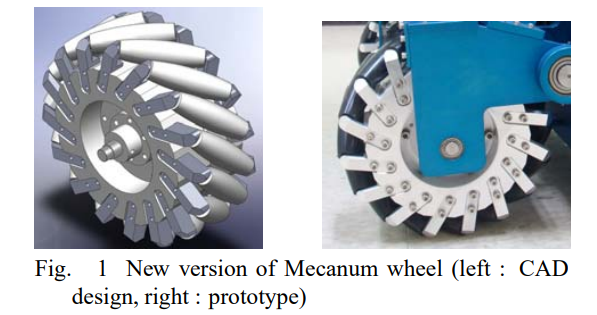 Fig. 1 New version of Mecanum wheel (left : CAD
design, right : prototype)